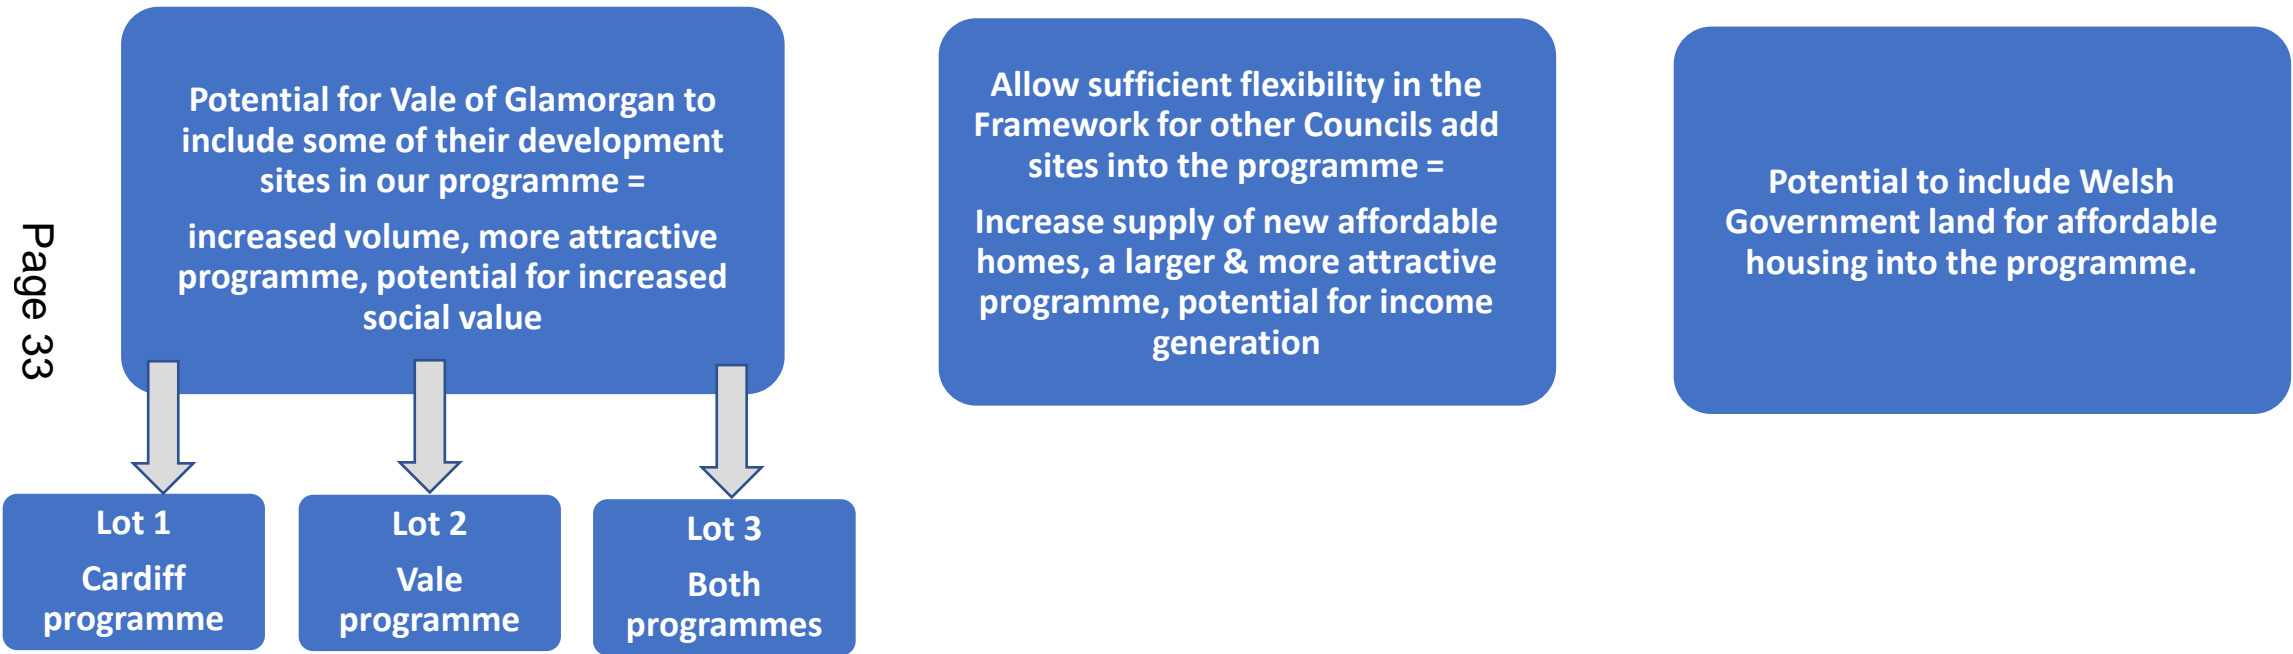 Potential for Vale of Glamorgan to
include some of their development
sites in our programme =
increased volume, more attractive
programme, potential for increased
social value
Lot 1
Cardiff
programme
Lot 2
Vale
programme
Lot 3
Both
programmes
Allow sufficient flexibility in the
Framework for other Councils add
sites into the programme =
Increase supply of new affordable
homes, a larger & more attractive
programme, potential for income
generation
Potential to include Welsh
Government land for affordable
housing into the programme.
Page 33